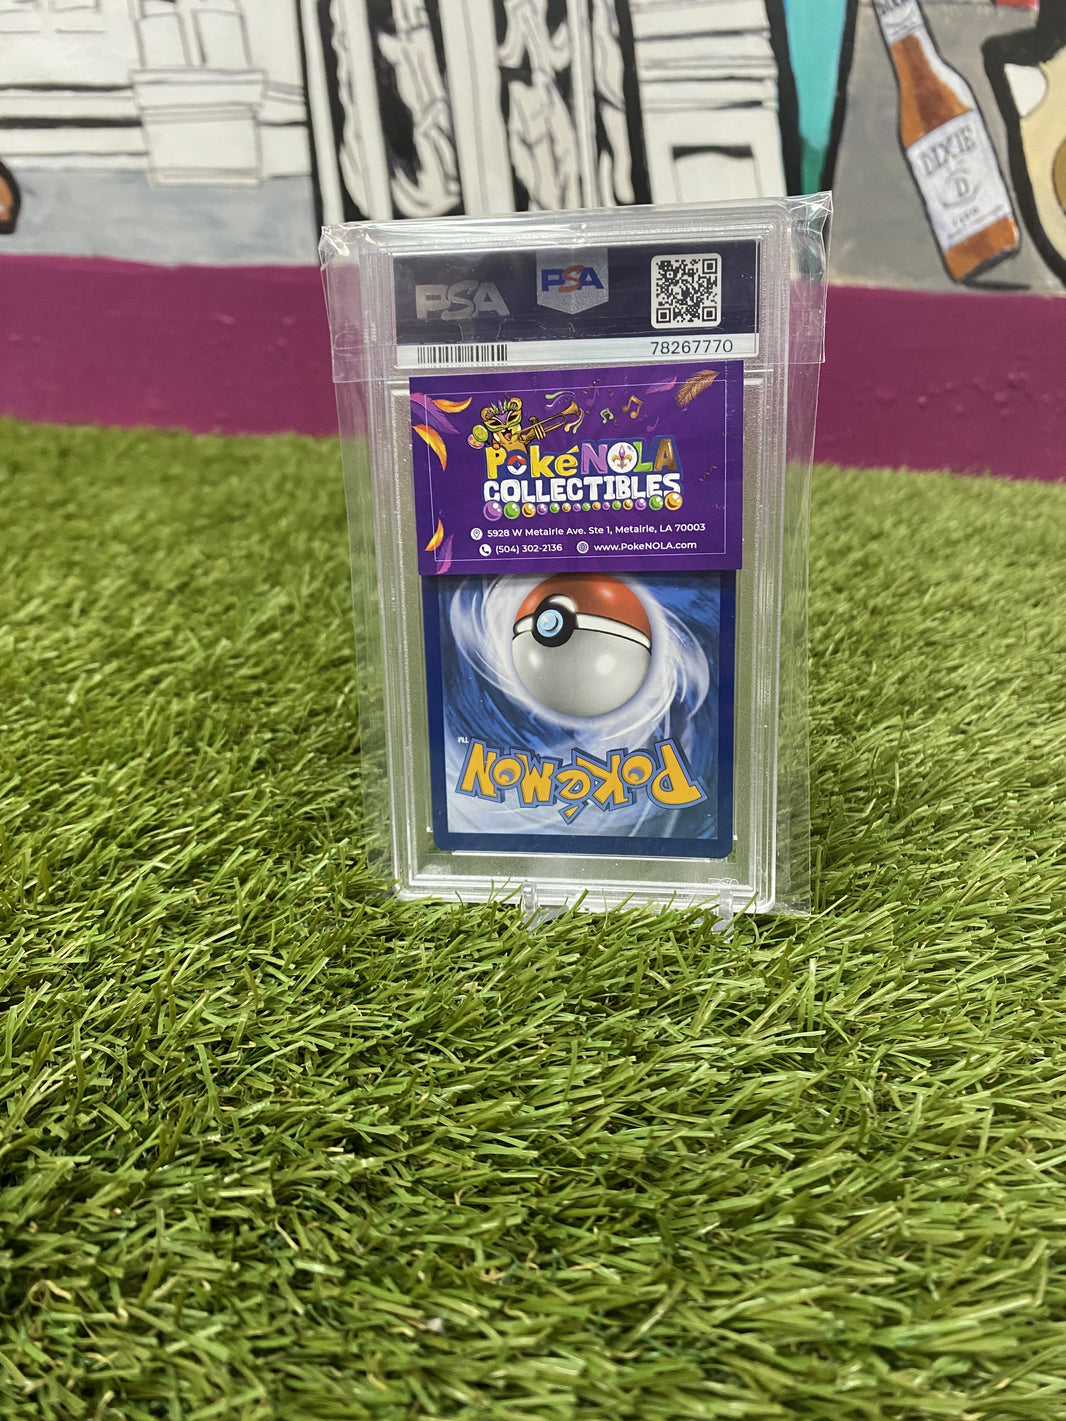 DIXIE
D
PSA
PSA
78267770
PokéNOLA
COLLECTIBLES
5928 W Metairie Ave. Ste 1, Metairie, LA 70003
(504) 302-2136 www.PokeNOLA.com
POKéMON
TM